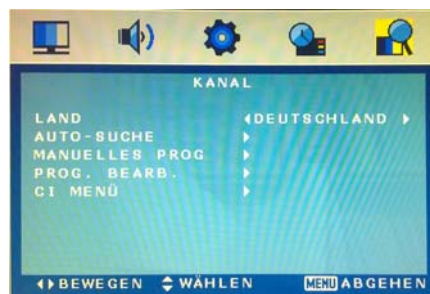 KANAL
LAND DEUTSCHLAND
AUTO-SUCHE
MANUELLES PROG
PROG. BEARB.
CI MENÜ
BEWEGEN WÄHLEN MENU ABGEHEN